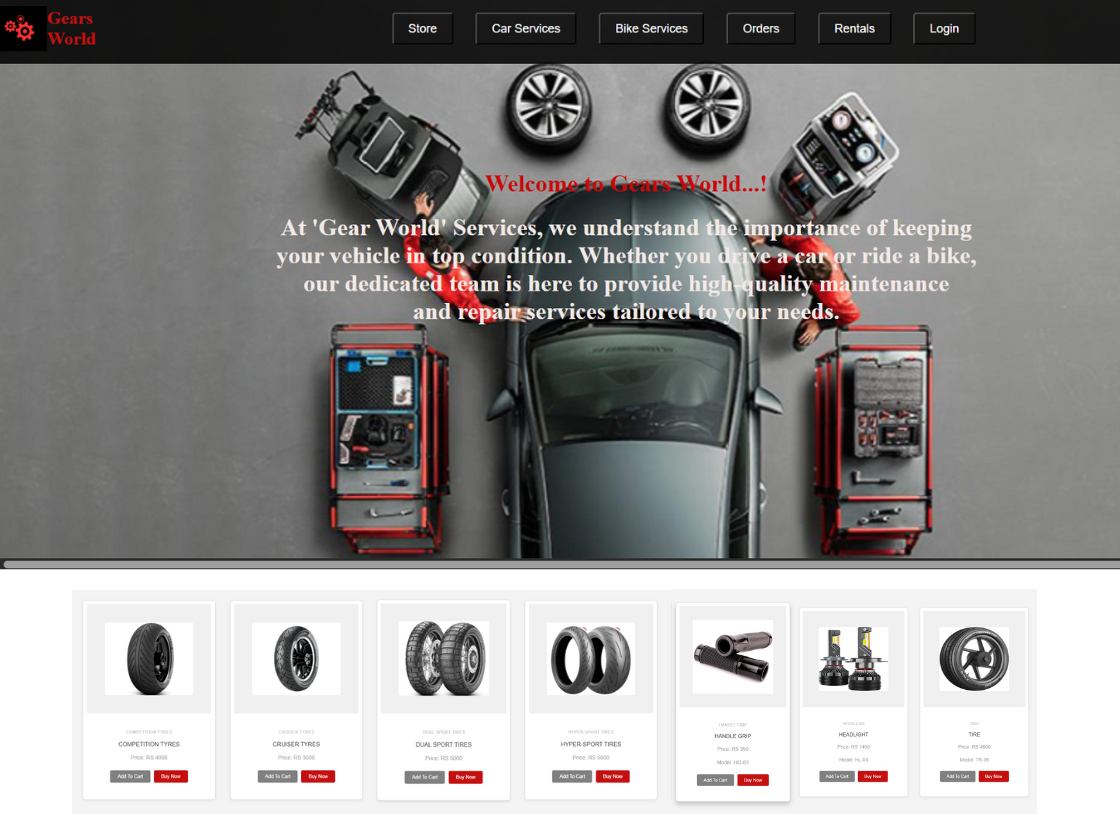 Gears
World
Store
Car Services
Bike Services
Orders
Rentals
Login
Welcome to Gears World...!
At 'Gear World' Services, we understand the importance of keeping
your vehicle in top condition. Whether you drive a car or ride a bike,
our dedicated team is here to provide high-quality maintenance
and repair services tailored to your needs.
COMPETITION TYRES
COMPETITION TYRES
Price: RS 4000
Add To Cart
Buy Now
CRUISER TYRES
CRUISER TYRES
Price: RS 3000
Add To Cart
Buy Now
DUAL SPORT TIRES
DUAL SPORT TIRES
Price: RS 5000
Add To Cart
Buy Now
HYPER-SPORT TIRES
HYPER-SPORT TIRES
Price: RS 5000
Add To Cart
Buy Now
HANDLE GRIP
HANDLE GRIP
Price: RS 350
Model: HG-03
Add To Cart
Buy Now
HEADLIGHT
HEADLIGHT
Price: RS 1400
Model: HL-04
Add To Cart
Buy Now
TIRE
Price: RS 4600
Add To Cart
Buy Now